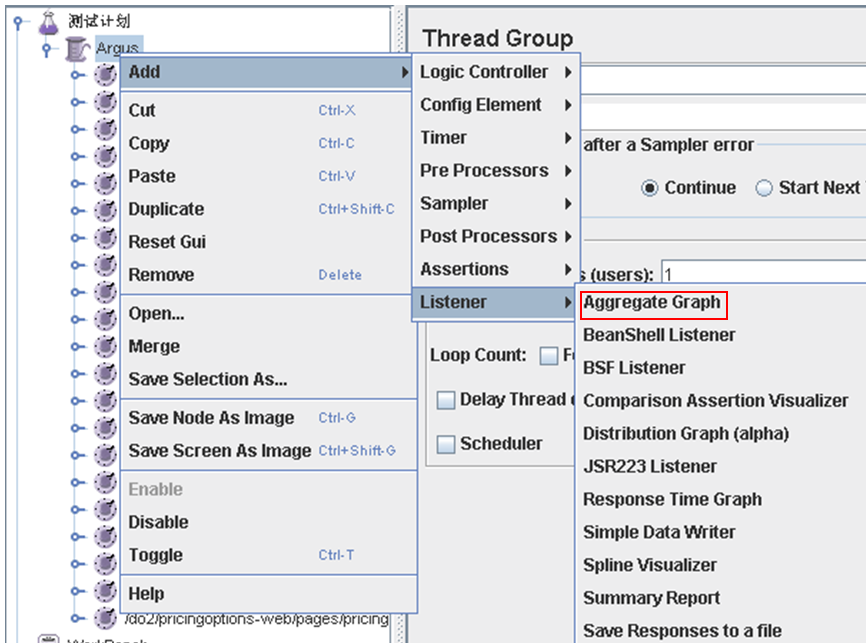 测试计划
Argus
Thread Group
Add
Cut Ctrl-X
Copy Ctrl-C
Paste Ctrl-V
Duplicate Ctrl+Shift-C
Reset Gui
Remove Delete
Open...
Merge
Save Selection As...
Save Node As Image Ctrl-G
Save Screen As Image Ctrl+Shift-G
Enable
Disable
Toggle Ctrl-T
Help
/do2/pricingoptions-web/pages/pricing
Logic Controller
Config Element
Timer
Pre Processors
Sampler
Post Processors
Assertions
Listener
after a Sampler error
Continue Start Next
s (users): 1
Loop Count: F
Delay Thread
Scheduler
Aggregate Graph
BeanShell Listener
BSF Listener
Comparison Assertion Visualizer
Distribution Graph (alpha)
JSR223 Listener
Response Time Graph
Simple Data Writer
Spline Visualizer
Summary Report
Save Responses to a file